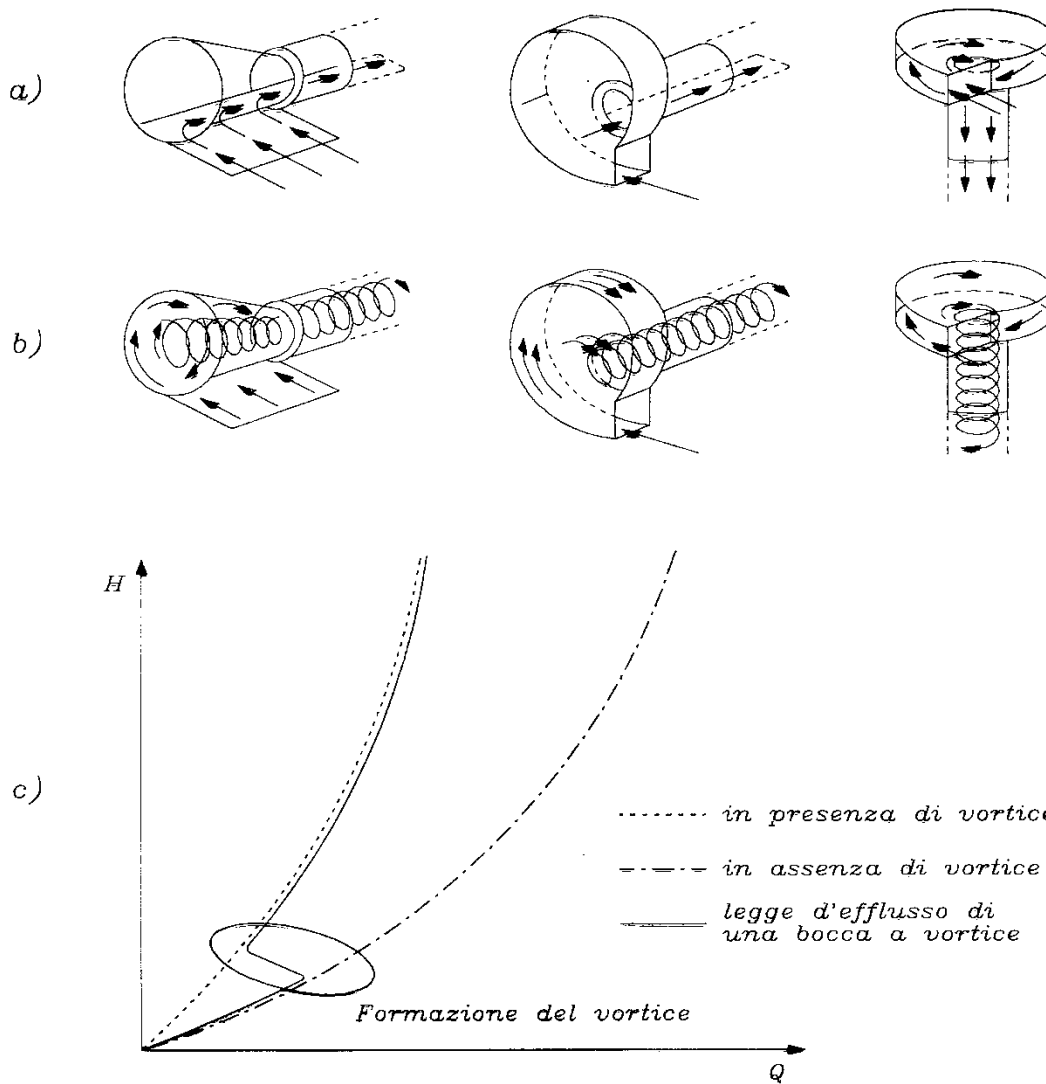 a)
b)
H
c)
in presenza di vortice
in assenza di vortice
legge d'efflusso di
una bocca a vortice
Formazione del vortice
Q